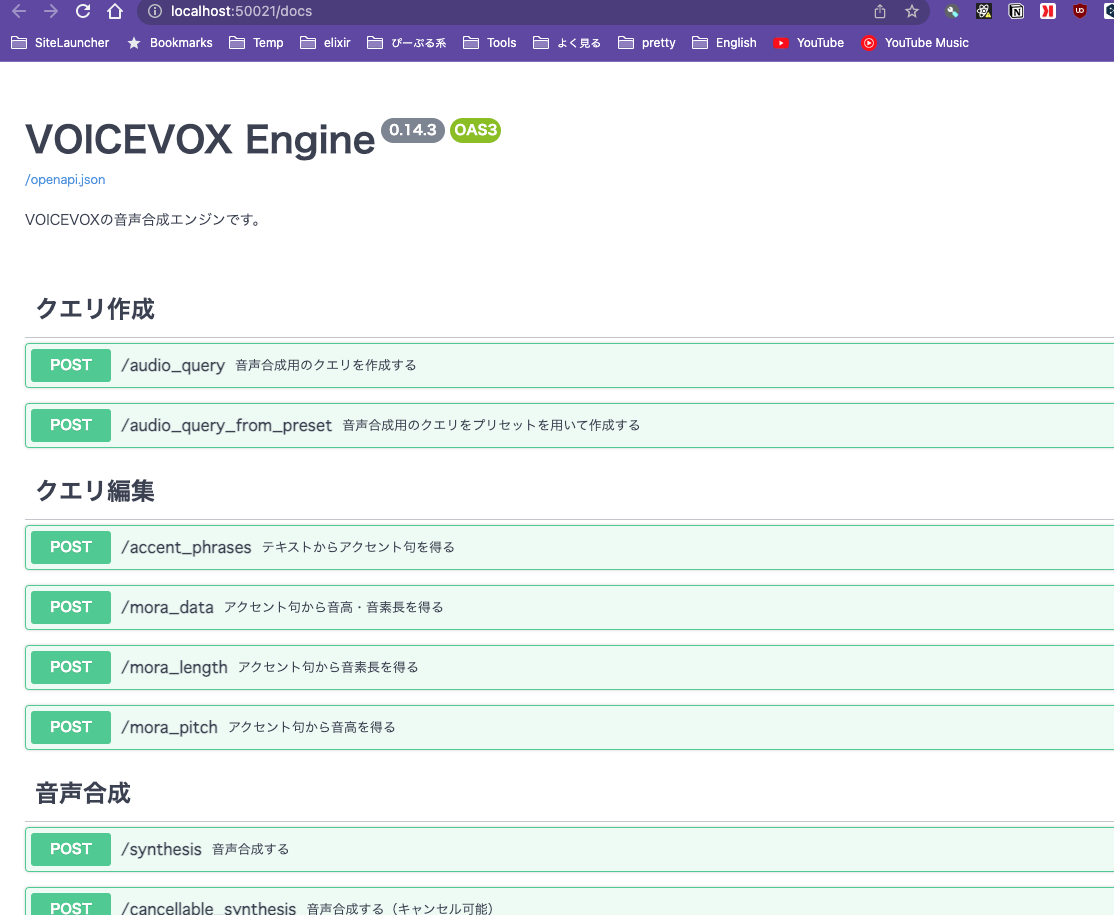 localhost:50021/docs
SiteLauncher Bookmarks Temp elixir ぴーぷる系 Tools よく見る pretty English YouTube YouTube Music
VOICEVOX Engine 0.14.3 OAS3
/openapi.json
VOICEVOXの音声合成エンジンです。
クエリ作成
POST /audio_query 音声合成用のクエリを作成する
POST /audio_query_from_preset 音声合成用のクエリをプリセットを用いて作成する
クエリ編集
POST /accent_phrases テキストからアクセント句を得る
POST /mora_data アクセント句から音高・音素長を得る
POST /mora_length アクセント句から音素長を得る
POST /mora_pitch アクセント句から音高を得る
音声合成
POST /synthesis 音声合成する
POST /cancellable_synthesis 音声合成する（キャンセル可能）